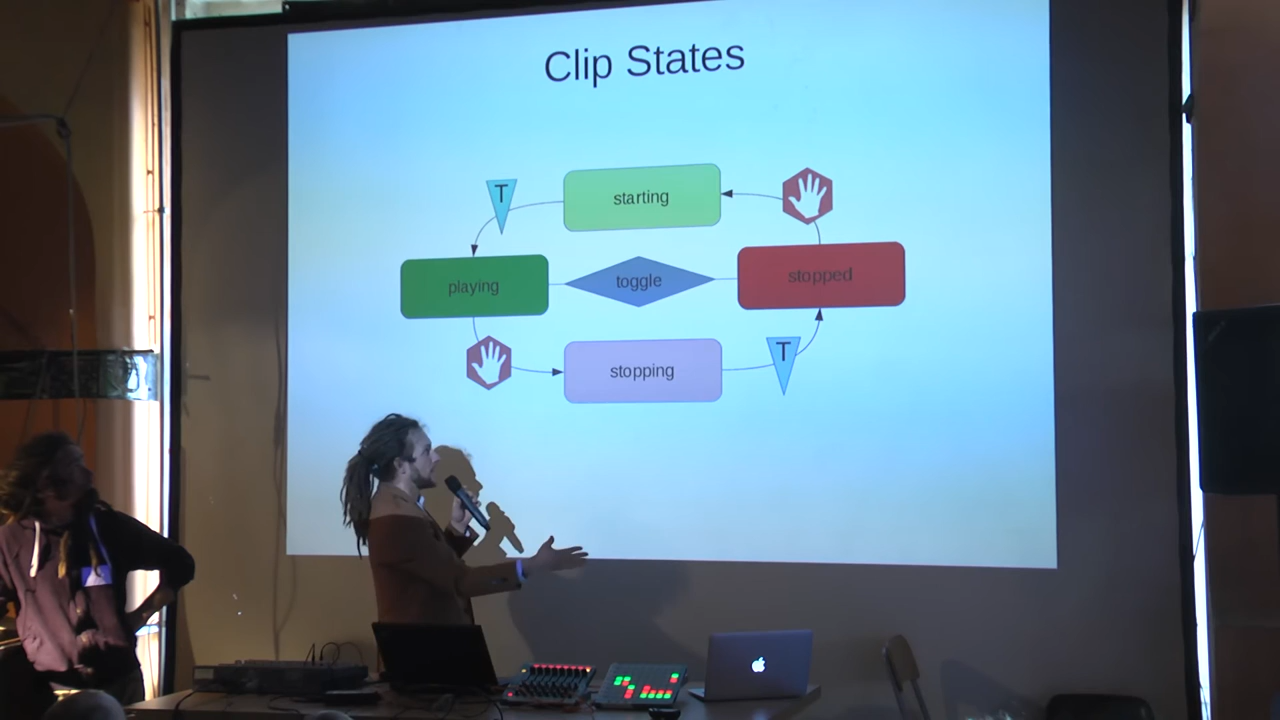 Clip States
T
starting
playing
toggle
stopped
stopping
T